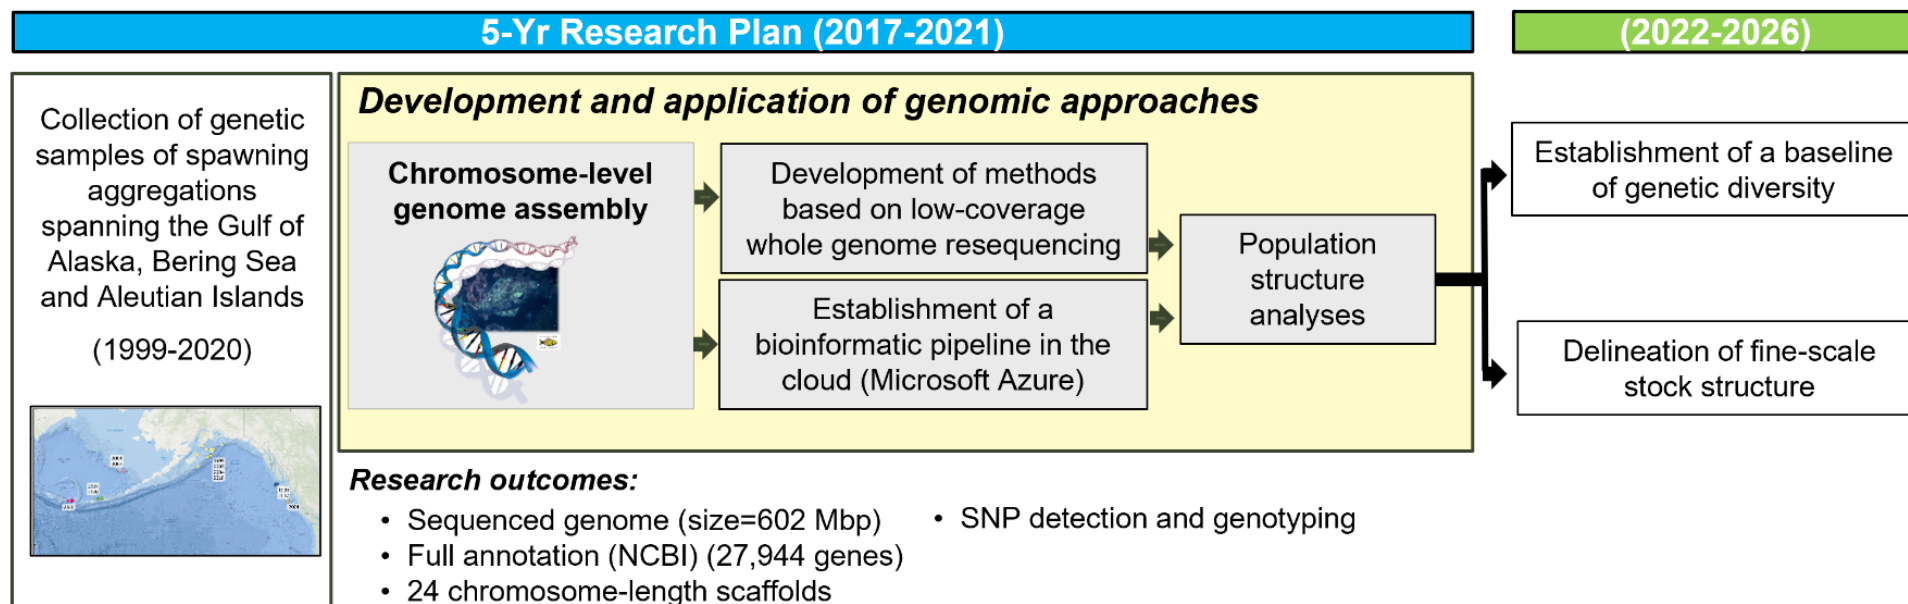 5-Yr Research Plan (2017-2021)
(2022-2026)
Collection of genetic
samples of spawning
aggregations
spanning the Gulf of
Alaska, Bering Sea
and Aleutian Islands
(1999-2020)
Development and application of genomic approaches
Chromosome-level
genome assembly
Development of methods
based on low-coverage
whole genome resequencing
Establishment of a
bioinformatic pipeline in the
cloud (Microsoft Azure)
Population
structure
analyses
Establishment of a baseline
of genetic diversity
Delineation of fine-scale
stock structure
Research outcomes:
• Sequenced genome (size=602 Mbp)
• Full annotation (NCBI) (27,944 genes)
• 24 chromosome-length scaffolds
• SNP detection and genotyping